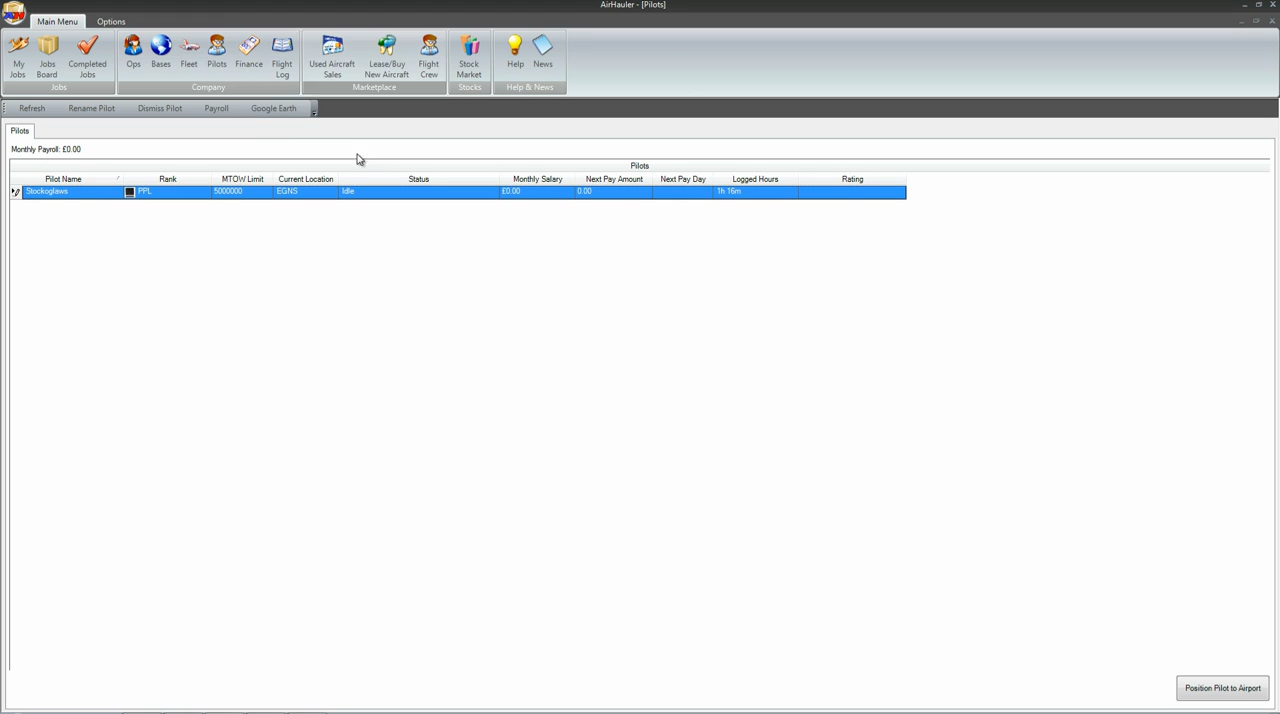 AirHauler - [Pilots]
Main Menu Options
My Jobs Jobs Board Completed Jobs Ops Bases Fleet Pilots Finance Flight Log Used Aircraft Sales Lease/Buy New Aircraft Flight Crew Stock Market Help News
Jobs Company Marketplace Stocks Help & News
Refresh Rename Pilot Dismiss Pilot Payroll Google Earth
Pilots
Monthly Payroll: £0.00
Pilots
Pilot Name Rank MTOW Limit Current Location Status Monthly Salary Next Pay Amount Next Pay Day Logged Hours Rating
Stockoglaws PPL 5000000 EGNS Idle £0.00 0.00 1h 16m
Position Pilot to Airport